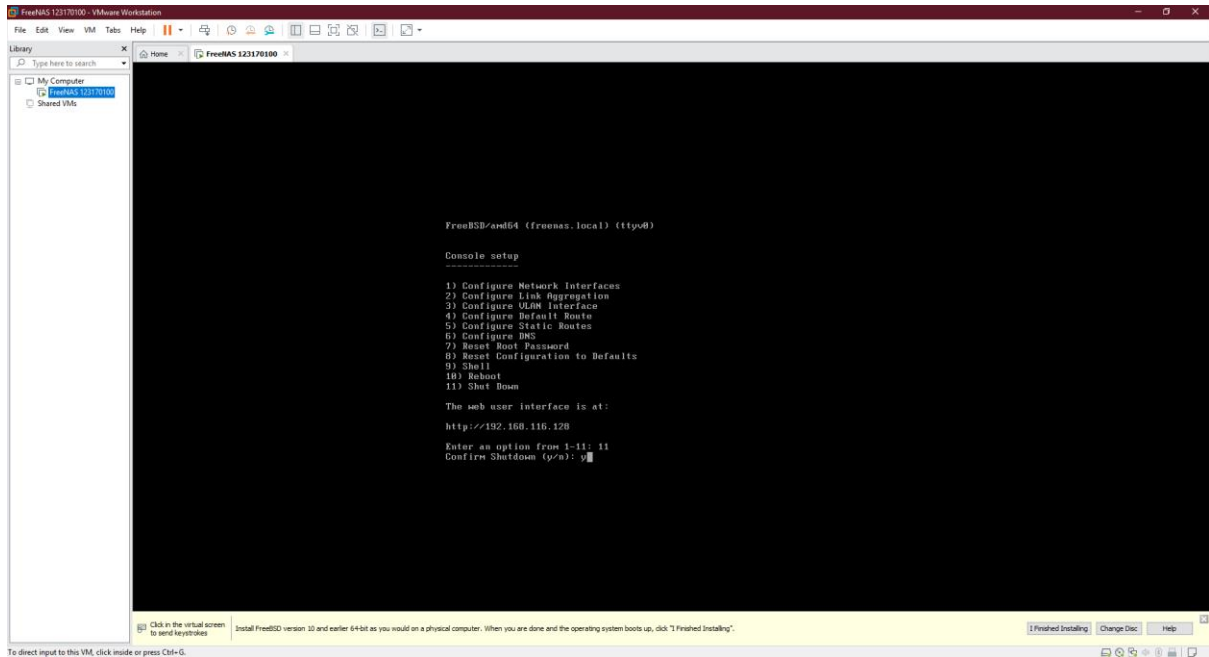 FreeNAS 123170100 - VMware Workstation
File Edit View VM Tabs Help
Library
Type here to search
My Computer
FreeNAS 123170100
Shared VMs
Home
FreeNAS 123170100
FreeBSD/amd64 (freenas.local) (ttyv0)
Console setup
-------------
1) Configure Network Interfaces
2) Configure Link Aggregation
3) Configure VLAN Interface
4) Configure Default Route
5) Configure Static Routes
6) Configure DNS
7) Reset Root Password
8) Reset Configuration to Defaults
9) Shell
10) Reboot
11) Shut Down
The web user interface is at:
http://192.168.116.128
Enter an option from 1-11: 11
Confirm Shutdown (y/n): y
Click in the virtual screen
to send keystrokes
Install FreeBSD version 10 and earlier 64-bit as you would on a physical computer. When you are done and the operating system boots up, click "I Finished Installing".
I Finished Installing
Change Disc
Help
To direct input to this VM, click inside or press Ctrl+G.